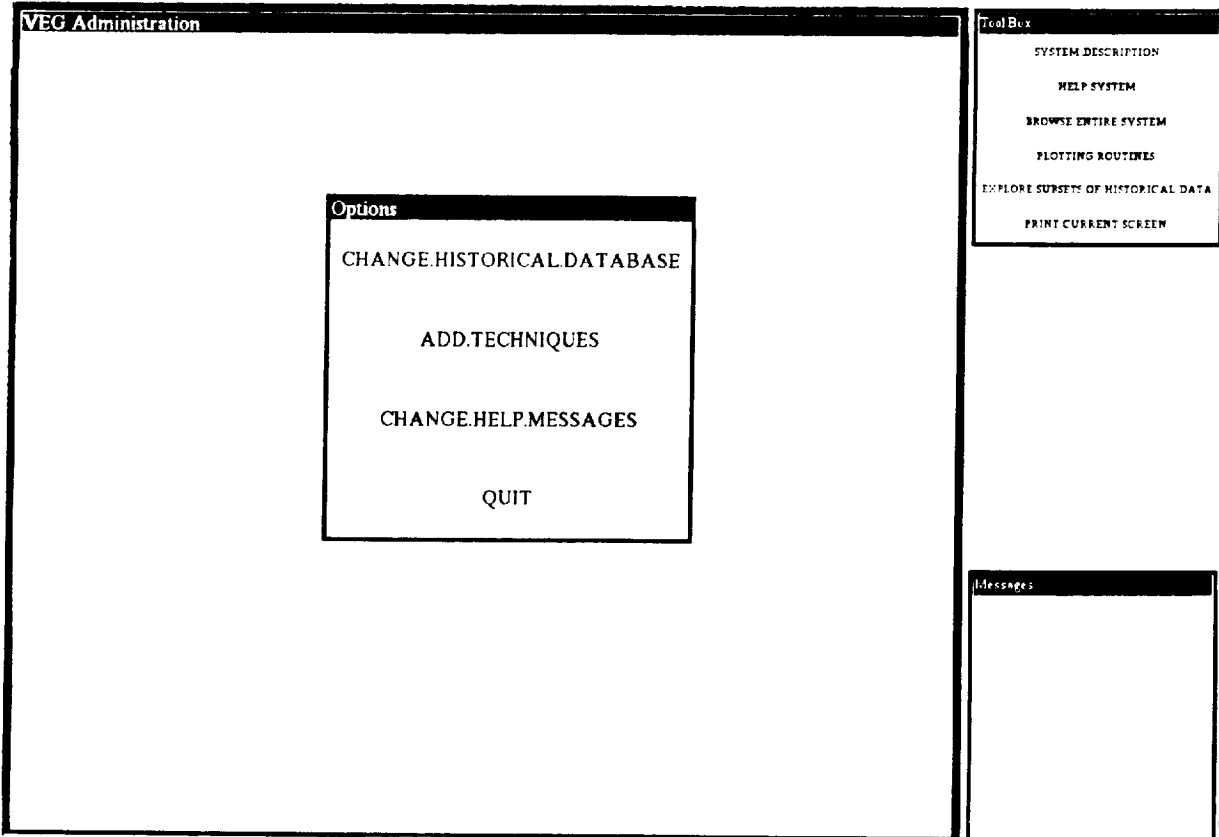 VEG Administration
Options
CHANGE.HISTORICAL.DATABASE
ADD.TECHNIQUES
CHANGE.HELP.MESSAGES
QUIT
Tool Box
SYSTEM DESCRIPTION
HELP SYSTEM
BROWSE ENTIRE SYSTEM
PLOTTING ROUTINES
EXPLORE SUBSETS OF HISTORICAL DATA
PRINT CURRENT SCREEN
Messages